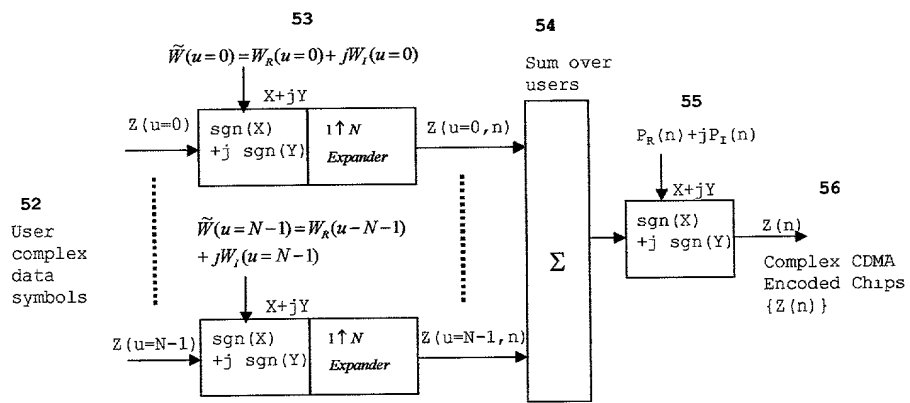 53
54
W̃(u=0) = W_R(u=0) + jW_I(u=0)
Sum over
users
55
X+jY
Z(u=0)
sgn(X)
+j sgn(Y)
1↑N
Expander
Z(u=0,n)
P_R(n)+jP_I(n)
X+jY
56
52
User
complex
data
symbols
W̃(u=N-1) = W_R(u-N-1)
+ jW_i(u=N-1)
Σ
sgn(X)
+j sgn(Y)
Z(n)
Complex CDMA
Encoded Chips
{Z(n)}
X+jY
Z(u=N-1)
sgn(X)
+j sgn(Y)
1↑N
Expander
Z(u=N-1,n)